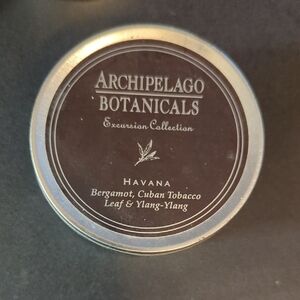 ARCHIPELAGO
BOTANICALS
Excursion Collection
HAVANA
Bergamot, Cuban Tobacco
Leaf & Ylang-Ylang